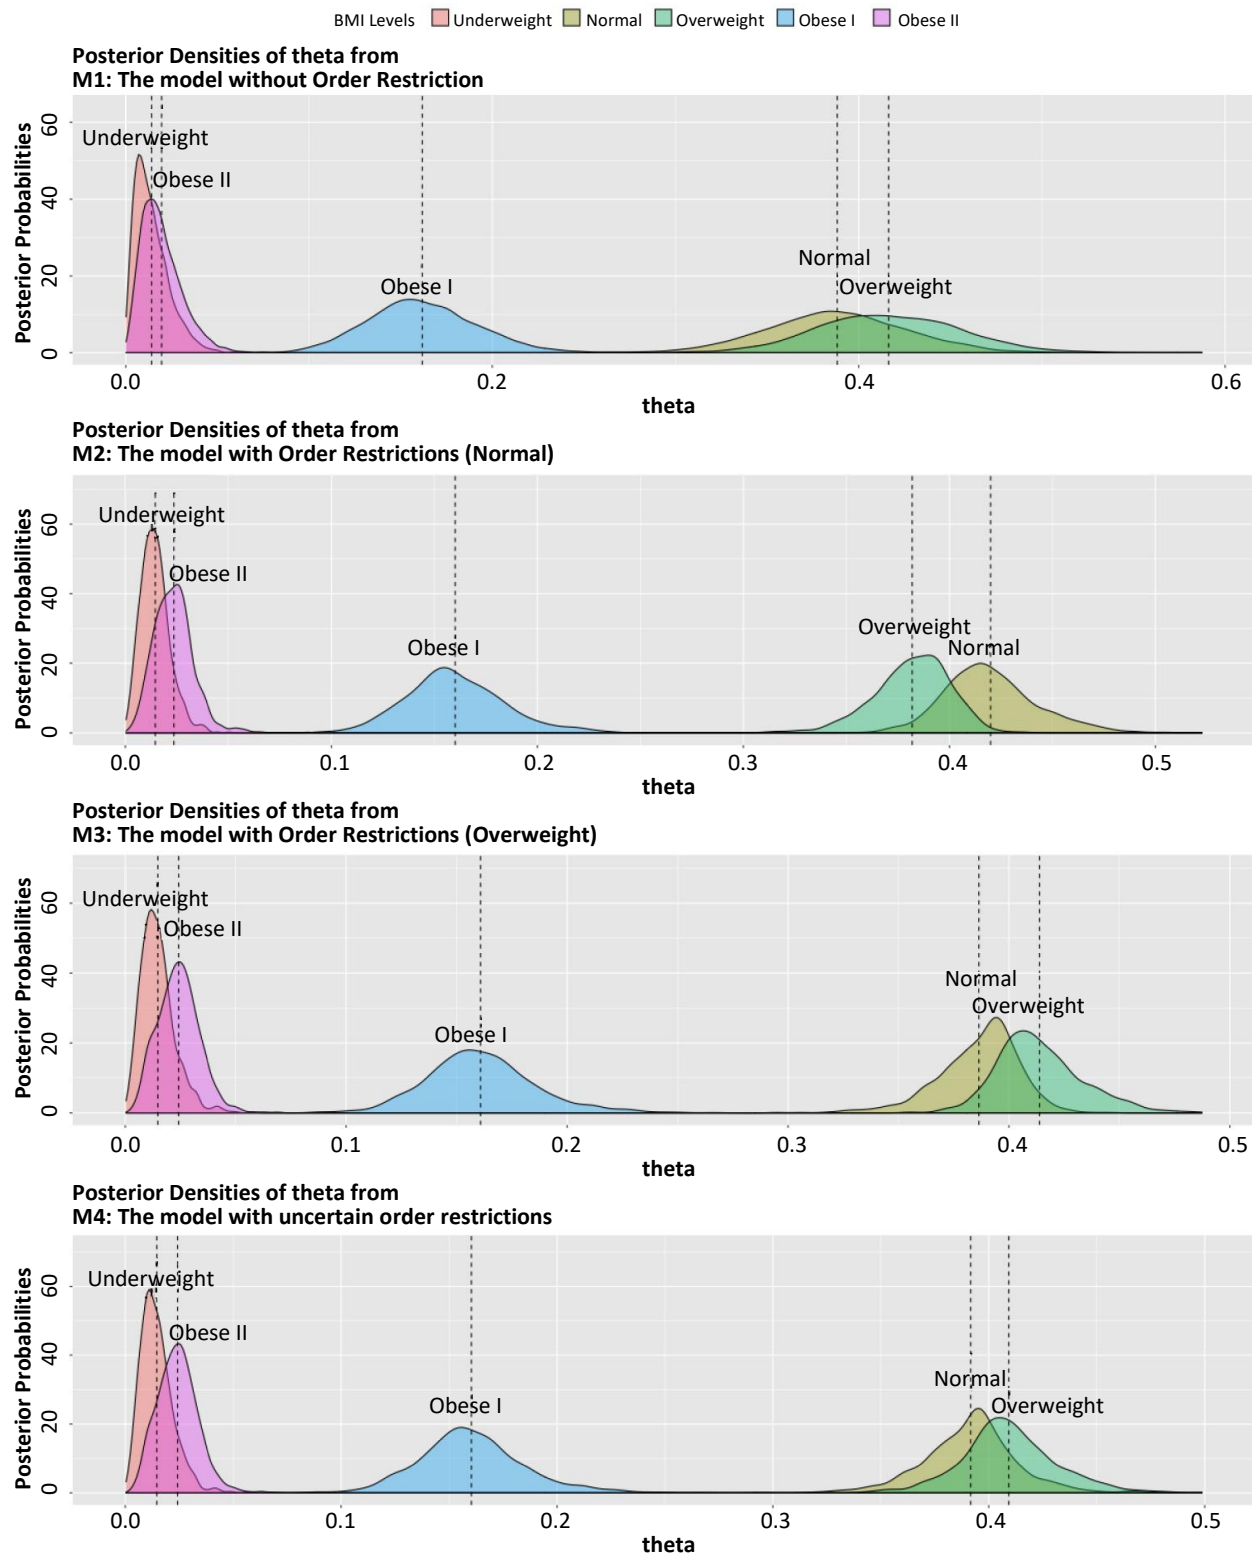 BMI Levels Underweight Normal Overweight Obese I Obese II
Posterior Densities of theta from
M1: The model without Order Restriction
Posterior Probabilities
60
40
20
0
Underweight
Obese II
Obese I
Normal
Overweight
0.0 0.2 0.4 0.6
theta
Posterior Densities of theta from
M2: The model with Order Restrictions (Normal)
Posterior Probabilities
60
40
20
0
Underweight
Obese II
Obese I
Overweight
Normal
0.0 0.1 0.2 0.3 0.4 0.5
theta
Posterior Densities of theta from
M3: The model with Order Restrictions (Overweight)
Posterior Probabilities
60
40
20
0
Underweight
Obese II
Obese I
Normal
Overweight
0.0 0.1 0.2 0.3 0.4 0.5
theta
Posterior Densities of theta from
M4: The model with uncertain order restrictions
Posterior Probabilities
60
40
20
0
Underweight
Obese II
Obese I
Normal
Overweight
0.0 0.1 0.2 0.3 0.4 0.5
theta